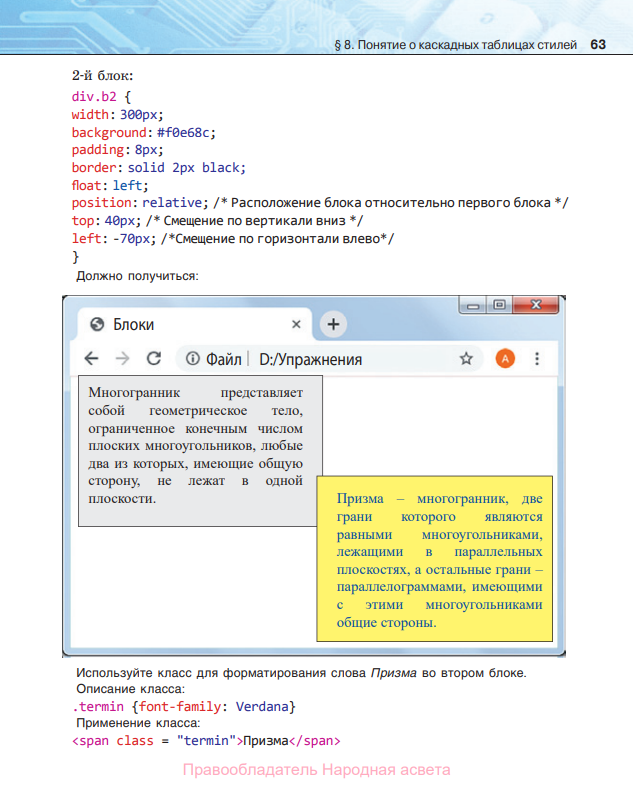 § 8. Понятие о каскадных таблицах стилей 63
2-й блок:
div.b2 {
width: 300px;
background: #f0e68c;
padding: 8px;
border: solid 2px black;
float: left;
position: relative; /* Расположение блока относительно первого блока */
top: 40px; /* Смещение по вертикали вниз */
left: -70px; /*Смещение по горизонтали влево*/
}
Должно получиться:
Блоки
Файл | D:/Упражнения
А
Многогранник представляет
собой геометрическое тело,
ограниченное конечным числом
плоских многоугольников, любые
два из которых, имеющие общую
сторону, не лежат в одной
плоскости.
Призма – многогранник, две
грани которого являются
равными многоугольниками,
лежащими в параллельных
плоскостях, а остальные грани –
параллелограммами, имеющими
с этими многоугольниками
общие стороны.
Используйте класс для форматирования слова Призма во втором блоке.
Описание класса:
.termin {font-family: Verdana}
Применение класса:
<span class = "termin">Призма</span>
Правообладатель Народная асвета